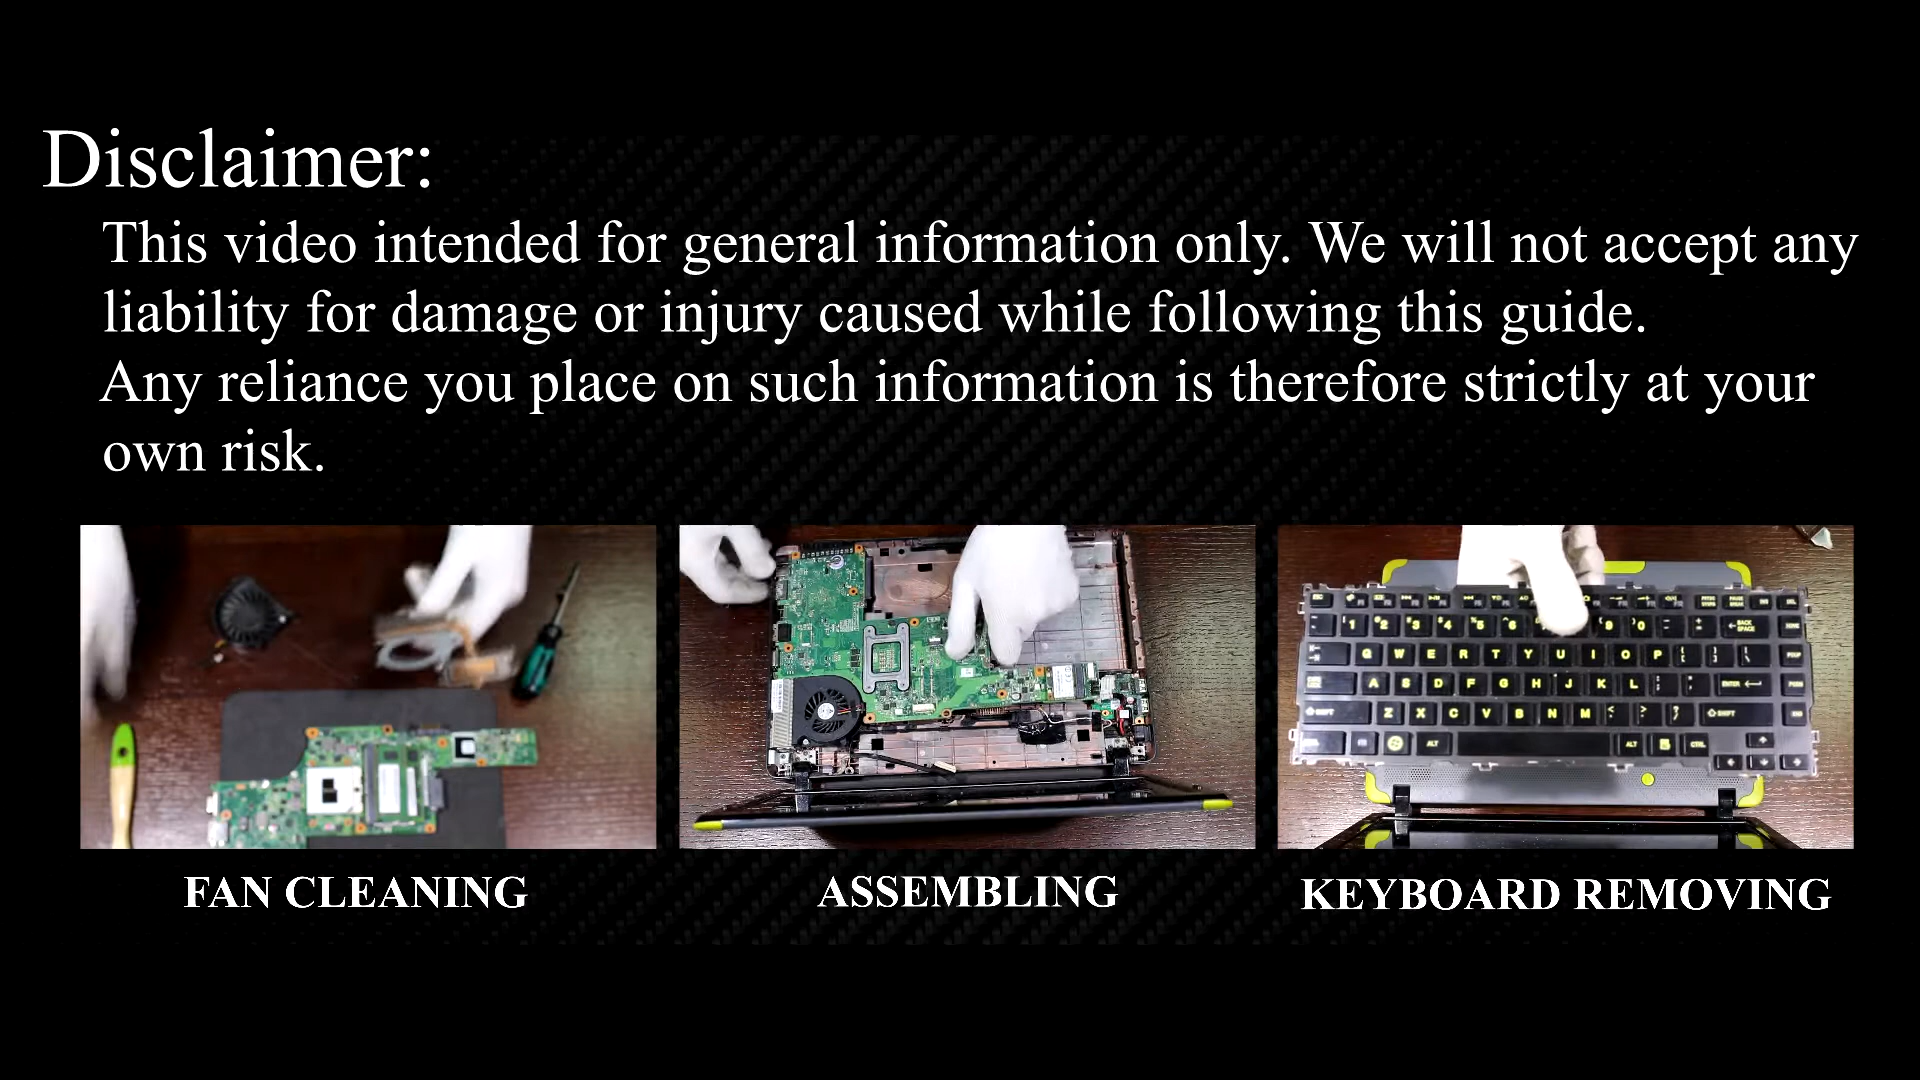 Disclaimer:
This video intended for general information only. We will not accept any
liability for damage or injury caused while following this guide.
Any reliance you place on such information is therefore strictly at your
own risk.
Q W E R T Y U I O P
A S D F G H J K L
Z X C V B N M
FAN CLEANING
ASSEMBLING
KEYBOARD REMOVING